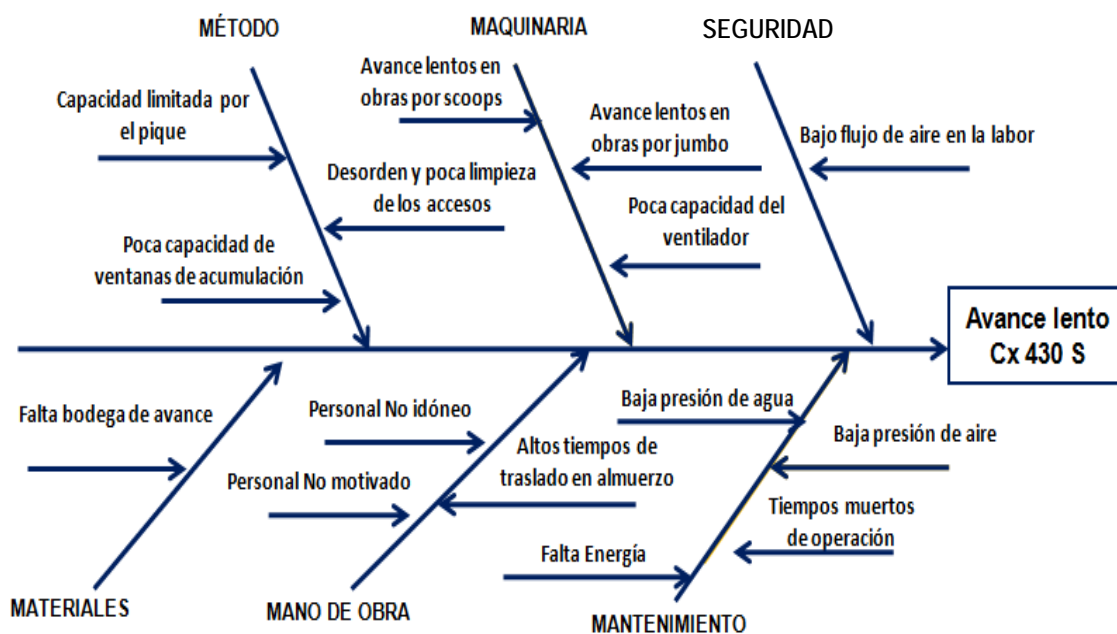 MÉTODO
MAQUINARIA
SEGURIDAD
Capacidad limitada por
el pique
Desorden y poca limpieza
de los accesos
Poca capacidad de
ventanas de acumulación
Avance lentos en
obras por scoops
Avance lentos en
obras por jumbo
Poca capacidad del
ventilador
Bajo flujo de aire en la labor
Avance lento
Cx 430 S
Falta bodega de avance
Personal No idóneo
Altos tiempos de
traslado en almuerzo
Personal No motivado
Baja presión de agua
Baja presión de aire
Tiempos muertos
de operación
Falta Energía
MATERIALES
MANO DE OBRA
MANTENIMIENTO